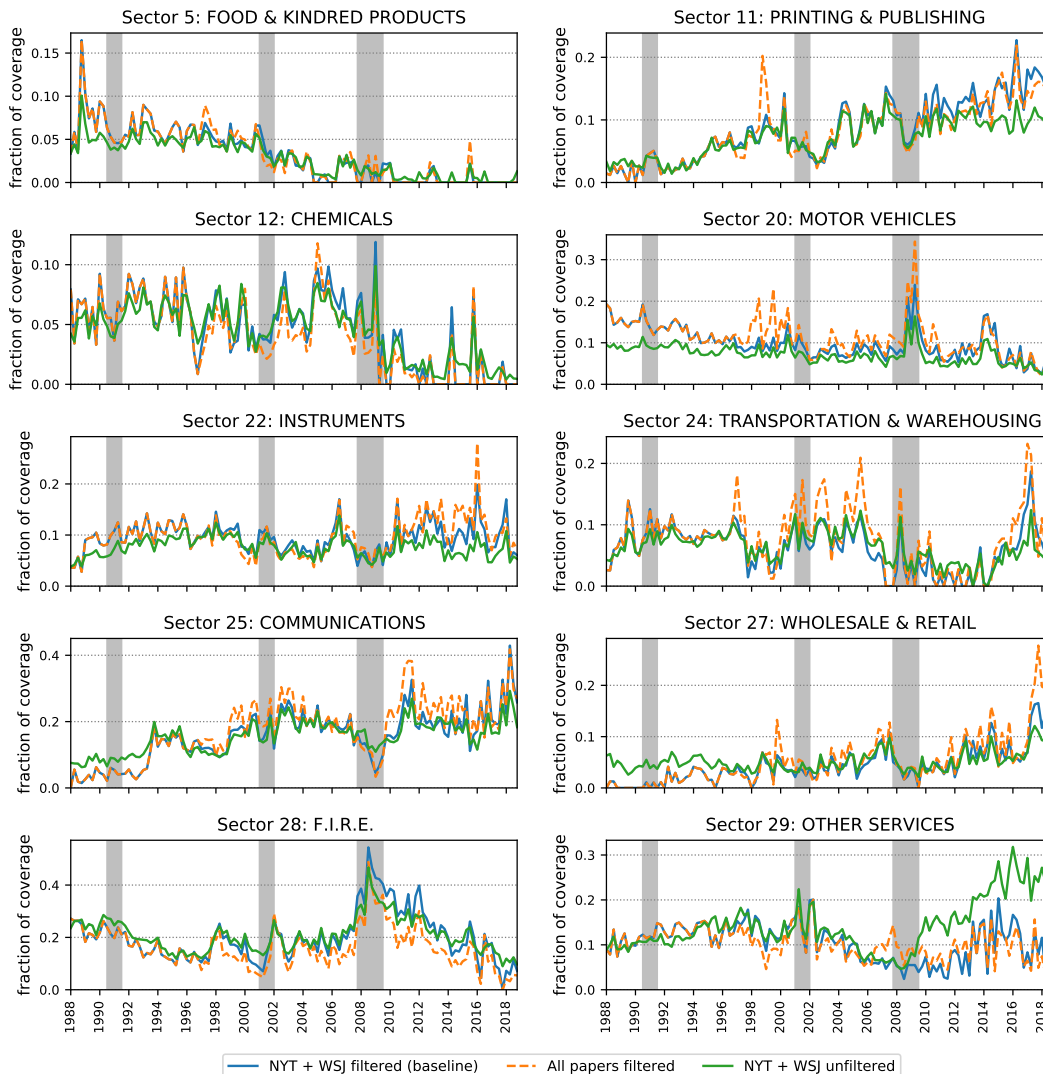 Sector 5: FOOD & KINDRED PRODUCTS
fraction of coverage
0.15
0.10
0.05
0.00
Sector 11: PRINTING & PUBLISHING
fraction of coverage
0.2
0.1
0.0
Sector 12: CHEMICALS
fraction of coverage
0.10
0.05
0.00
Sector 20: MOTOR VEHICLES
fraction of coverage
0.3
0.2
0.1
0.0
Sector 22: INSTRUMENTS
fraction of coverage
0.2
0.1
0.0
Sector 24: TRANSPORTATION & WAREHOUSING
fraction of coverage
0.2
0.1
0.0
Sector 25: COMMUNICATIONS
fraction of coverage
0.4
0.2
0.0
Sector 27: WHOLESALE & RETAIL
fraction of coverage
0.2
0.1
0.0
Sector 28: F.I.R.E.
fraction of coverage
0.4
0.2
0.0
1988 1990 1992 1994 1996 1998 2000 2002 2004 2006 2008 2010 2012 2014 2016 2018
Sector 29: OTHER SERVICES
fraction of coverage
0.3
0.2
0.1
0.0
1988 1990 1992 1994 1996 1998 2000 2002 2004 2006 2008 2010 2012 2014 2016 2018
NYT + WSJ filtered (baseline) All papers filtered NYT + WSJ unfiltered